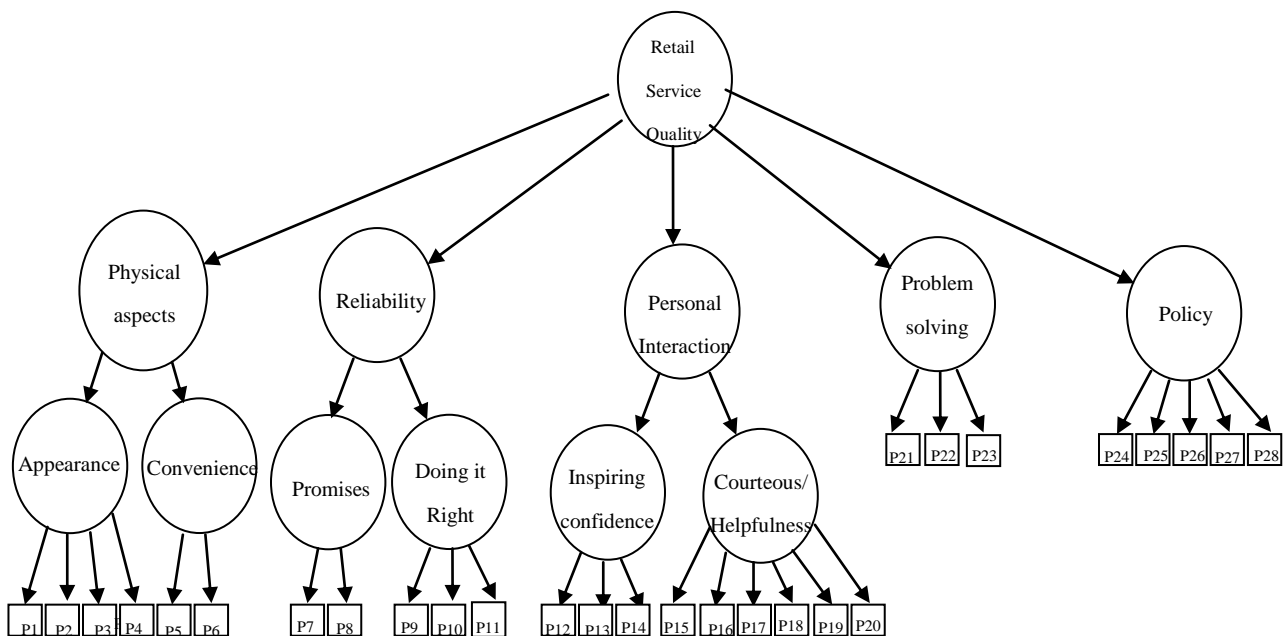 Retail
Service
Quality
Physical
aspects
Reliability
Personal
Interaction
Problem
solving
Policy
Appearance
Convenience
Promises
Doing it
Right
Inspiring
confidence
Courteous/
Helpfulness
P21 P22 P23
P24 P25 P26 P27 P28
P1 P2 P3 P4 P5 P6
P7 P8
P9 P10 P11
P12 P13 P14
P15 P16 P17 P18 P19 P20